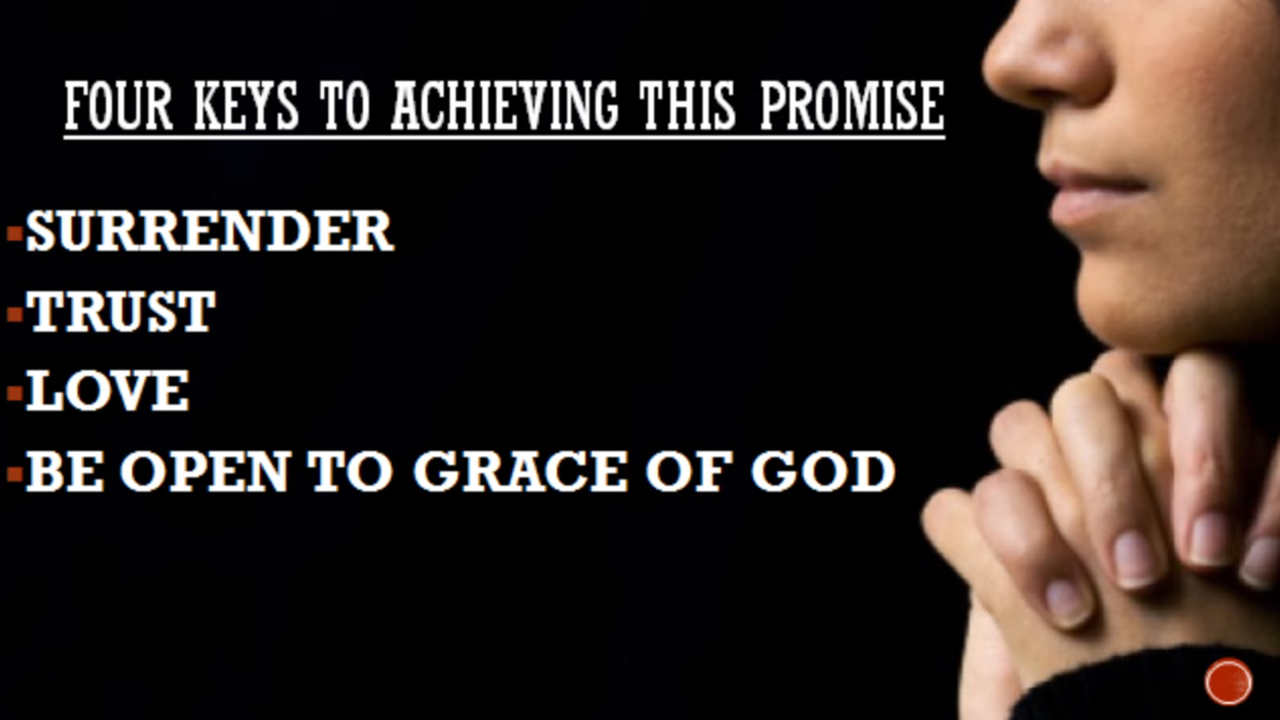 FOUR KEYS TO ACHIEVING THIS PROMISE
SURRENDER
TRUST
LOVE
BE OPEN TO GRACE OF GOD